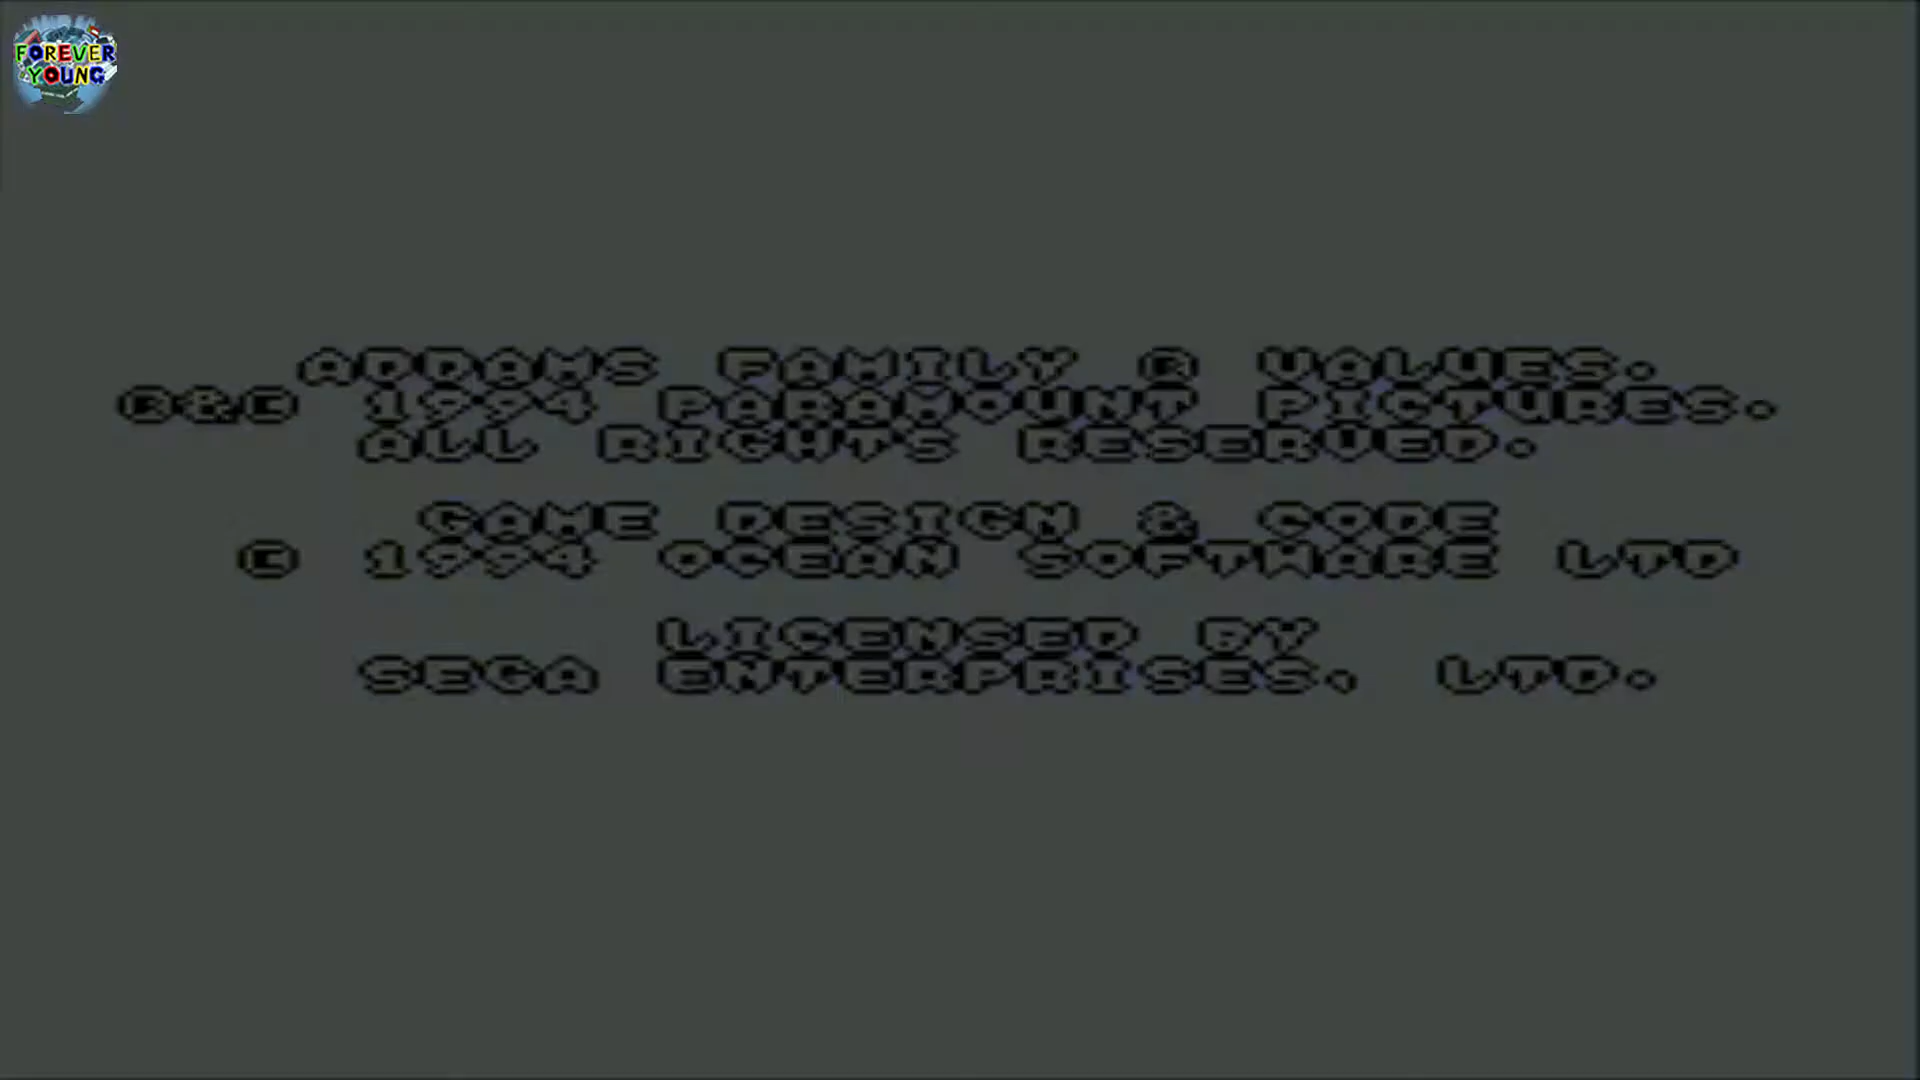 FOREVER
YOUNG
ADDAMS FAMILY ® VALUES.
®&© 1994 PARAMOUNT PICTURES.
ALL RIGHTS RESERVED.
GAME DESIGN & CODE
© 1994 OCEAN SOFTWARE LTD
LICENSED BY
SEGA ENTERPRISES, LTD.